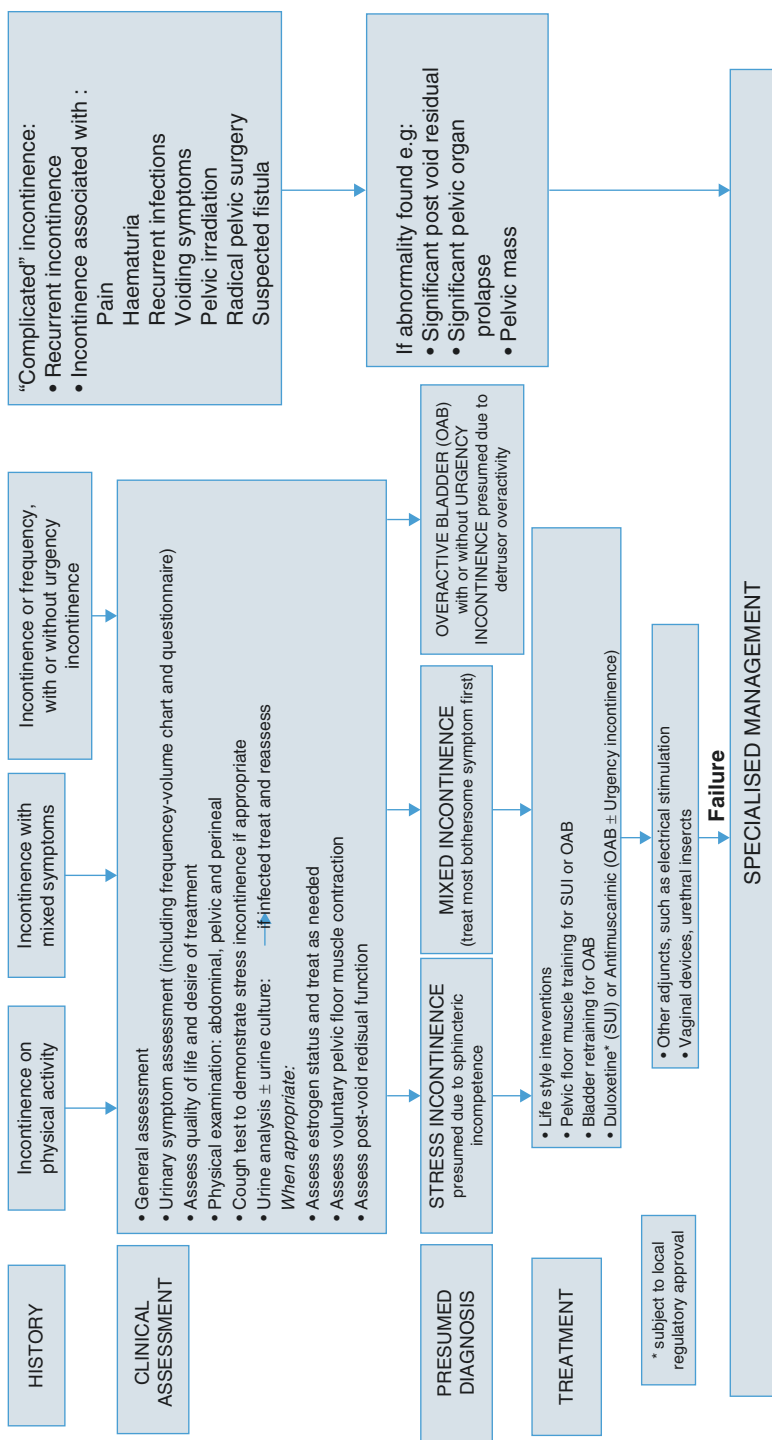 HISTORY
Incontinence on
physical activity
Incontinence with
mixed symptoms
Incontinence or frequency,
with or without urgency
incontinence
“Complicated” incontinence:
• Recurrent incontinence
• Incontinence associated with :
Pain
Haematuria
Recurrent infections
Voiding symptoms
Pelvic irradiation
Radical pelvic surgery
Suspected fistula
CLINICAL
ASSESSMENT
• General assessment
• Urinary symptom assessment (including frequencey-volume chart and questionnaire)
• Assess quality of life and desire of treatment
• Physical examination: abdominal, pelvic and perineal
• Cough test to demonstrate stress incontinence if appropriate
• Urine analysis ± urine culture: if infected treat and reassess
When appropriate:
• Assess estrogen status and treat as needed
• Assess voluntary pelvic floor muscle contraction
• Assess post-void redisual function
If abnormality found e.g:
• Significant post void residual
• Significant pelvic organ
prolapse
• Pelvic mass
PRESUMED
DIAGNOSIS
STRESS INCONTINENCE
presumed due to sphincteric
incompetence
MIXED INCONTINENCE
(treat most bothersome symptom first)
OVERACTIVE BLADDER (OAB)
with or without URGENCY
INCONTINENCE presumed due to
detrusor overactivity
TREATMENT
• Life style interventions
• Pelvic floor muscle training for SUI or OAB
• Bladder retraining for OAB
• Duloxetine* (SUI) or Antimuscarinic (OAB ± Urgency incontinence)
* subject to local
regulatory approval
• Other adjuncts, such as electrical stimulation
• Vaginal devices, urethral insercts
Failure
SPECIALISED MANAGEMENT